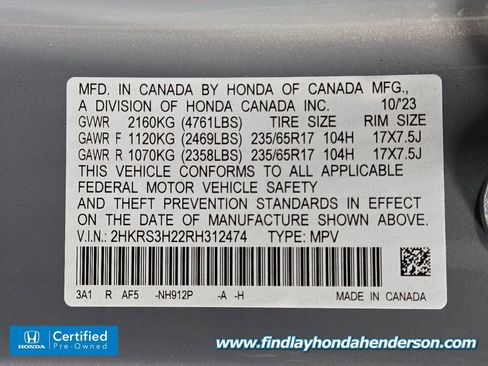 MFD. IN CANADA BY HONDA OF CANADA MFG.,
A DIVISION OF HONDA CANADA INC. 10/'23
GVWR 2160KG (4761LBS) TIRE SIZE RIM SIZE
GAWR F 1120KG (2469LBS) 235/65R17 104H 17X7.5J
GAWR R 1070KG (2358LBS) 235/65R17 104H 17X7.5J
THIS VEHICLE CONFORMS TO ALL APPLICABLE
FEDERAL MOTOR VEHICLE SAFETY
AND THEFT PREVENTION STANDARDS IN EFFECT
ON THE DATE OF MANUFACTURE SHOWN ABOVE.
V.I.N.: 2HKRS3H22RH312474 TYPE: MPV
3A1 R AF5 -NH912P -A -H MADE IN CANADA
HONDA
Certified
Pre-Owned
www.findlayhondahenderson.com